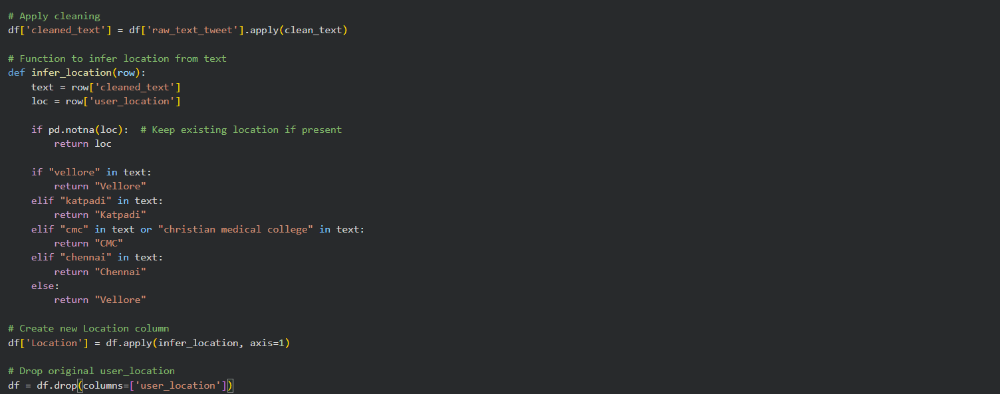 # Apply cleaning
df['cleaned_text'] = df['raw_text_tweet'].apply(clean_text)

# Function to infer location from text
def infer_location(row):
    text = row['cleaned_text']
    loc = row['user_location']

    if pd.notna(loc):  # Keep existing location if present
        return loc

    if "vellore" in text:
        return "Vellore"
    elif "katpadi" in text:
        return "Katpadi"
    elif "cmc" in text or "christian medical college" in text:
        return "CMC"
    elif "chennai" in text:
        return "Chennai"
    else:
        return "Vellore"

# Create new Location column
df['Location'] = df.apply(infer_location, axis=1)

# Drop original user_location
df = df.drop(columns=['user_location'])